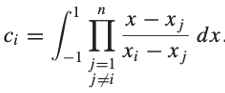 c_i = \int_{-1}^{1} \prod_{\substack{j=1 \\ j \neq i}}^{n} \frac{x - x_j}{x_i - x_j} \, dx.